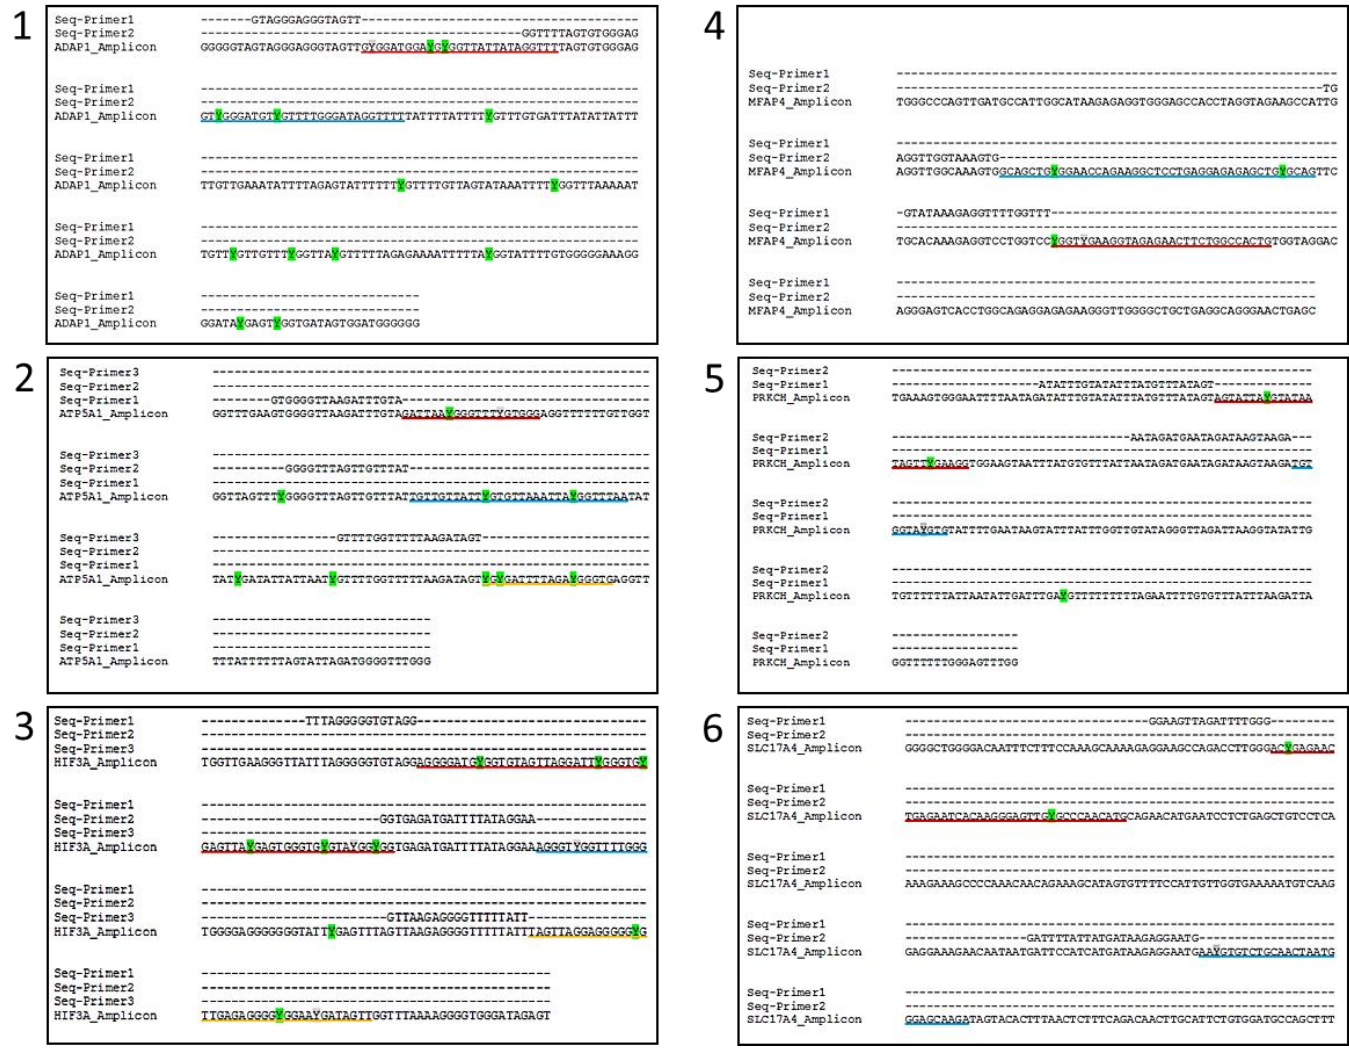 1
Seq-Primer1 -------GTAGGGAGGGTAGTT--------------------------------------
Seq-Primer2 --------------------------------------------GGTTTTAGTGTGGGAG
ADAP1_Amplicon GGGGGTAGTAGGGAGGGTAGTTGYGGATGGAYGYGGTTATTATAGGTTTTAGTGTGGGAG
Seq-Primer1 ------------------------------------------------------------
Seq-Primer2 ------------------------------------------------------------
ADAP1_Amplicon GTYGGGATGTYGTTTTGGGATAGGTTTTTATTTTATTTTYGTTTGTGATTTATATTATTT
Seq-Primer1 ------------------------------------------------------------
Seq-Primer2 ------------------------------------------------------------
ADAP1_Amplicon TTGTTGAAATATTTTAGAGTATTTTTTYGTTTTGTTAGTATAAATTTTYGGTTTAAAAAT
Seq-Primer1 ------------------------------------------------------------
Seq-Primer2 ------------------------------------------------------------
ADAP1_Amplicon TGTTYGTTGTTTYGGTTAYGTTTTTAGAGAAAATTTTTAYGGTATTTTGTGGGGGAAAGG
Seq-Primer1 ------------------------------
Seq-Primer2 ------------------------------
ADAP1_Amplicon GGATAYGAGTYGGTGATAGTGGATGGGGGG
2
Seq-Primer3 ------------------------------------------------------------
Seq-Primer2 ------------------------------------------------------------
Seq-Primer1 --------GTGGGGTTAAGATTTGTA----------------------------------
ATP5A1_Amplicon GGTTTGAAGTGGGGTTAAGATTTGTAGATTAAYGGGTTTYGTGGGAGGTTTTTTGTTGGT
Seq-Primer3 ------------------------------------------------------------
Seq-Primer2 ----------GGGGTTTAGTTGTTTAT---------------------------------
Seq-Primer1 ------------------------------------------------------------
ATP5A1_Amplicon GGTTAGTTTYGGGGTTTAGTTGTTTATTGTTGTTATTYGTGTTAAATTAYGGTTTAATAT
Seq-Primer3 -----------------GTTTTGGTTTTTAAGATAGT-----------------------
Seq-Primer2 ------------------------------------------------------------
Seq-Primer1 ------------------------------------------------------------
ATP5A1_Amplicon TATYGATATTATTAATYGTTTTGGTTTTTAAGATAGTYGYGATTTTAGAYGGGTGAGGTT
Seq-Primer3 ------------------------------
Seq-Primer2 ------------------------------
Seq-Primer1 ------------------------------
ATP5A1_Amplicon TTTATTTTTTAGTATTAGATGGGGTTTGGG
3
Seq-Primer1 --------------TTTAGGGGGTGTAGG-------------------------------
Seq-Primer2 ------------------------------------------------------------
Seq-Primer3 ------------------------------------------------------------
HIF3A_Amplicon TGGTTGAAGGGTTATTTAGGGGGTGTAGGAGGGGATGYGGTGTAGTTAGGATTYGGGTGY
Seq-Primer1 ------------------------------------------------------------
Seq-Primer2 ------------------------GGTGAGATGATTTTATAGGAA---------------
Seq-Primer3 ------------------------------------------------------------
HIF3A_Amplicon GAGTTAYGAGTGGGTGYGTAYGGYGGTGAGATGATTTTATAGGAAAGGGTYGGTTTTGGG
Seq-Primer1 ------------------------------------------------------------
Seq-Primer2 ------------------------------------------------------------
Seq-Primer3 -------------------------GTTAAGAGGGGTTTTTATT----------------
HIF3A_Amplicon TGGGGAGGGGGGGTATTYGAGTTTAGTTAAGAGGGGTTTTTATTTAGTTAGGAGGGGGYG
Seq-Primer1 -----------------------------------------------
Seq-Primer2 -----------------------------------------------
Seq-Primer3 -----------------------------------------------
HIF3A_Amplicon TTGAGAGGGGYGGAAYGATAGTTGGTTTAAAAGGGGTGGGATAGAGT
4
Seq-Primer1 ------------------------------------------------------------
Seq-Primer2 ----------------------------------------------------------TG
MFAP4_Amplicon TGGGCCCAGTTGATGCCATTGGCATAAGAGAGGTGGGAGCCACCTAGGTAGAAGCCATTG
Seq-Primer1 ------------------------------------------------------------
Seq-Primer2 AGGTTGGTAAAGTG----------------------------------------------
MFAP4_Amplicon AGGTTGGCAAAGTGGCAGCTGYGGAACCAGAAGGCTCCTGAGGAGAGAGCTGYGCAGTTC
Seq-Primer1 -GTATAAAGAGGTTTTGGTTT---------------------------------------
Seq-Primer2 ------------------------------------------------------------
MFAP4_Amplicon TGCACAAAGAGGTCCTGGTCCYGGTYGAAGGTAGAGAACTTCTGGCCACTGTGGTAGGAC
Seq-Primer1 ---------------------------------------------------------
Seq-Primer2 ---------------------------------------------------------
MFAP4_Amplicon AGGGAGTCACCTGGCAGAGGAGAGAAGGGTTGGGGCTGCTGAGGCAGGGAACTGAGC
5
Seq-Primer2 ------------------------------------------------------------
Seq-Primer1 ---------------------ATATTTGTATATTTATGTTTATAGT--------------
PRKCH_Amplicon TGAAAGTGGGAATTTTAATAGATATTTGTATATTTATGTTTATAGTAGTATTAYGTATAA
Seq-Primer2 ----------------------------------AATAGATGAATAGATAAGTAAGA---
Seq-Primer1 ------------------------------------------------------------
PRKCH_Amplicon TAGTTYGAAGGTGGAAGTAATTTATGTGTTTATTAATAGATGAATAGATAAGTAAGATGT
Seq-Primer2 ------------------------------------------------------------
Seq-Primer1 ------------------------------------------------------------
PRKCH_Amplicon GGTAYGTGTATTTTGAATAAGTATTTATTTGGTTGTATAGGGTTAGATTAAGGTATATTG
Seq-Primer2 ------------------------------------------------------------
Seq-Primer1 ------------------------------------------------------------
PRKCH_Amplicon TGTTTTTTATTAATATTGATTTGAYGTTTTTTTTTTAGAATTTTGTGTTTATTTAAGATTA
Seq-Primer2 ------------------
Seq-Primer1 ------------------
PRKCH_Amplicon GGTTTTTTGGGAGTTTGG
6
Seq-Primer1 ----------------------------------GGAAGTTAGATTTTGGG---------
Seq-Primer2 ------------------------------------------------------------
SLC17A4_Amplicon GGGGCTGGGGACAATTTCTTTCCAAAGCAAAAGAGGAAGCCAGACCTTGGGACYGAGAAC
Seq-Primer1 ------------------------------------------------------------
Seq-Primer2 ------------------------------------------------------------
SLC17A4_Amplicon TGAGAATCACAAGGGAGTTGYGCCCAACATGCAGAACATGAATCCTCTGAGCTGTCCTCA
Seq-Primer1 ------------------------------------------------------------
Seq-Primer2 ------------------------------------------------------------
SLC17A4_Amplicon AAAGAAAGCCCCAAACAACAGAAAGCATAGTGTTTTCCATTGTTGGTGAAAAATGTCAAG
Seq-Primer1 ------------------------------------------------------------
Seq-Primer2 -----------------GATTTTATTATGATAAGAGGAATG-------------------
SLC17A4_Amplicon GAGGAAAGAACAATAATGATTCCATCATGATAAGAGGAATGAAYGTGTCTGCAACTAATG
Seq-Primer1 ------------------------------------------------------------
Seq-Primer2 ------------------------------------------------------------
SLC17A4_Amplicon GGAGCAAGATAGTACACTTTAACTCTTTCAGACAACTTGCATTCTGTGGATGCCAGCTTT